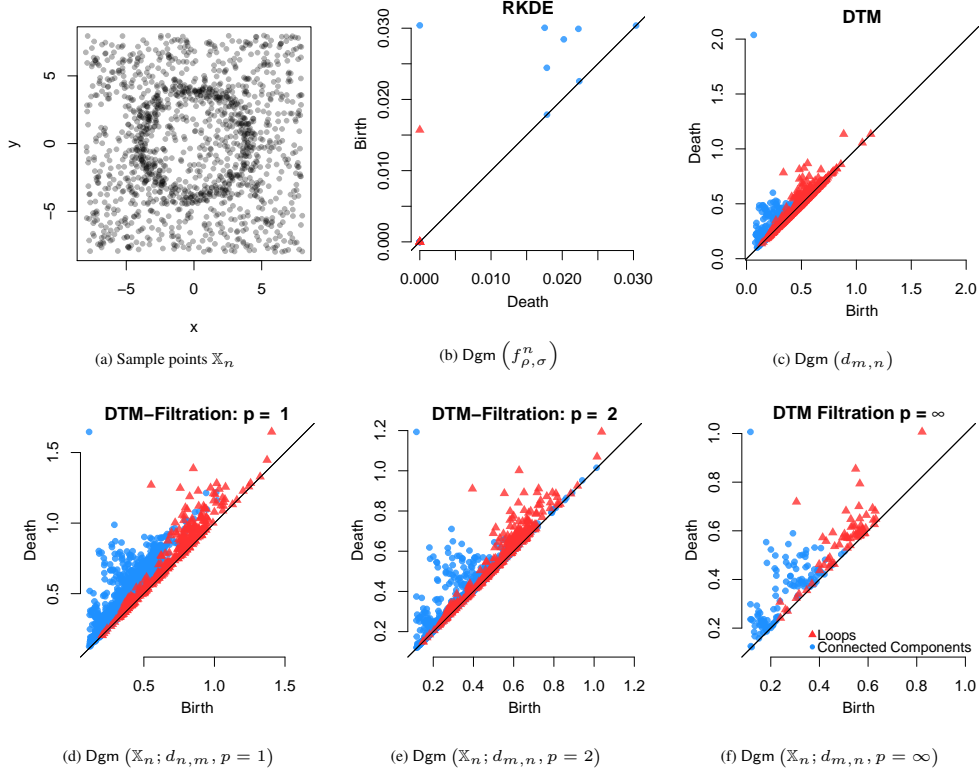 5
0
−5
y
−5 0 5
x
(a) Sample points 𝕏n
RKDE
0.030
0.020
0.010
0.000
Birth
0.000 0.010 0.020 0.030
Death
(b) Dgm (f^n_ρ,σ)
DTM
2.0
1.5
1.0
0.5
0.0
Death
0.0 0.5 1.0 1.5 2.0
Birth
(c) Dgm (d_m,n)
DTM−Filtration: p = 1
1.5
1.0
0.5
Death
0.5 1.0 1.5
Birth
(d) Dgm (𝕏n; d_n,m, p = 1)
DTM−Filtration: p = 2
1.2
1.0
0.8
0.6
0.4
0.2
Death
0.2 0.4 0.6 0.8 1.0 1.2
Birth
(e) Dgm (𝕏n; d_m,n, p = 2)
DTM Filtration p = ∞
1.0
0.8
0.6
0.4
0.2
Death
Loops
Connected Components
0.2 0.4 0.6 0.8 1.0
Birth
(f) Dgm (𝕏n; d_m,n, p = ∞)